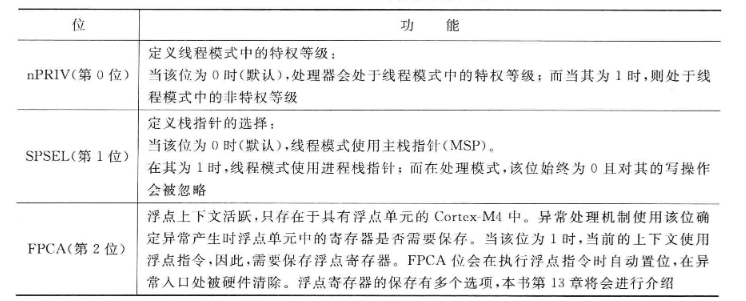 位 功 能
定义线程模式中的特权等级：
nPRIV(第 0 位) 当该位为 0 时(默认),处理器会处于线程模式中的特权等级；而当其为 1 时,则处于线
程模式中的非特权等级
定义栈指针的选择：
当该位为 0 时(默认),线程模式使用主栈指针(MSP)。
SPSEL(第 1 位)
在其为 1 时,线程模式使用进程栈指针；而在处理模式,该位始终为 0 且对其的写操作
会被忽略
浮点上下文活跃,只存在于具有浮点单元的 Cortex-M4 中。异常处理机制使用该位确
定异常产生时浮点单元中的寄存器是否需要保存。当该位为 1 时,当前的上下文使用
FPCA(第 2 位) 浮点指令,因此,需要保存浮点寄存器。FPCA 位会在执行浮点指令时自动置位,在异
常入口处被硬件清除。浮点寄存器的保存有多个选项,本书第 13 章将会进行介绍